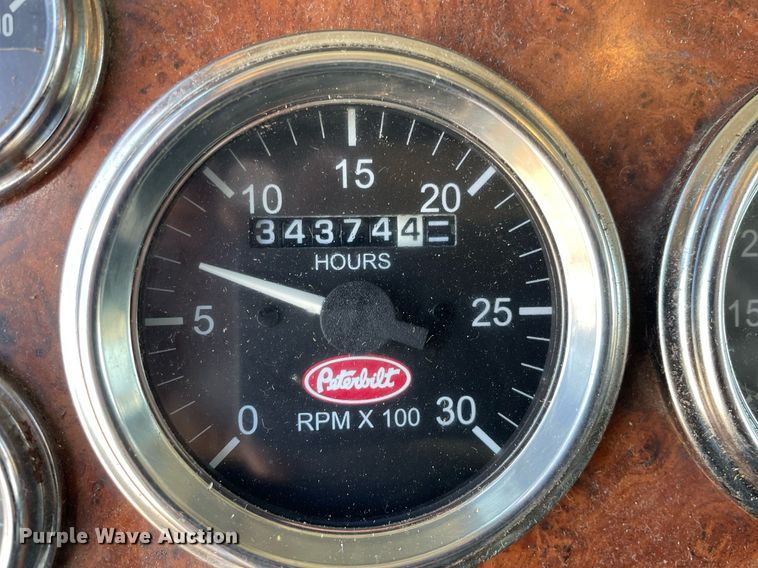 15
10 20
343744
HOURS
5 25
Peterbilt
0 RPM X 100 30
Purple Wave Auction